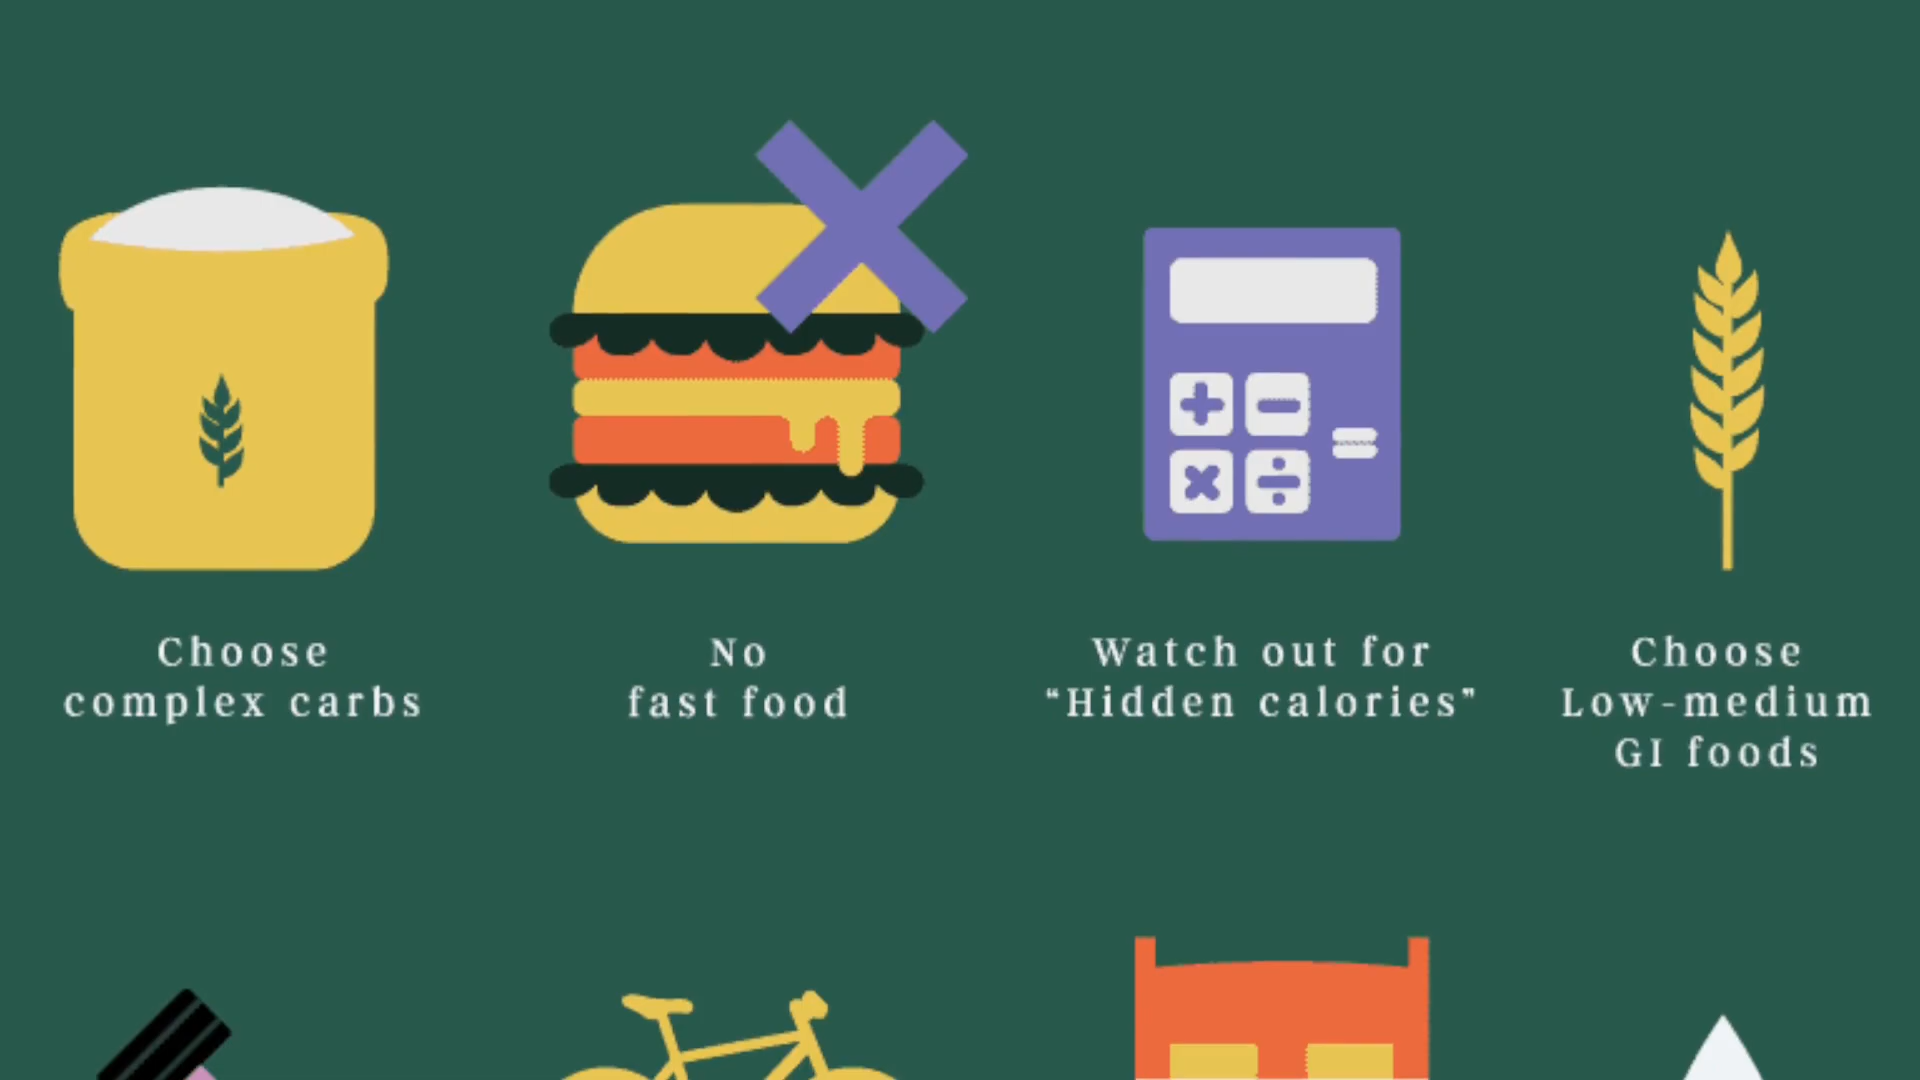 Choose
complex carbs
No
fast food
Watch out for
“Hidden calories”
Choose
Low-medium
GI foods